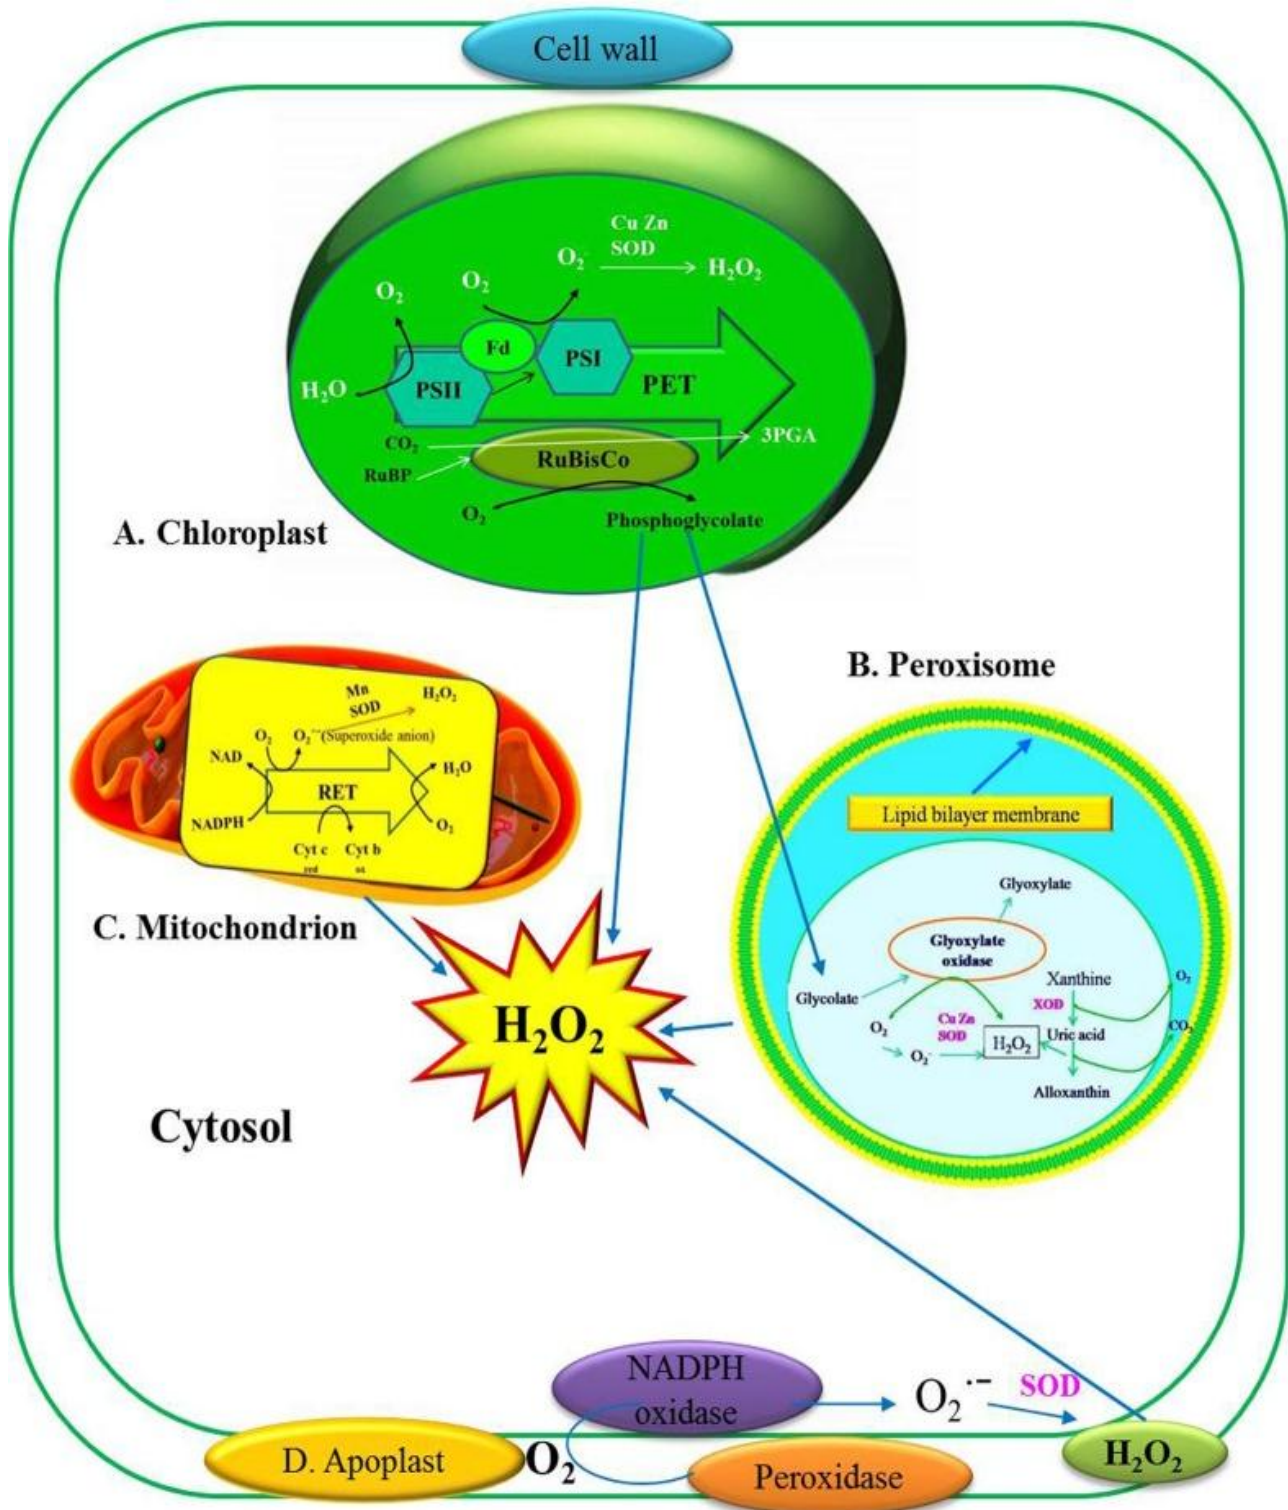 Cell wall
Cu Zn
SOD
O₂⁻
H₂O₂
O₂
O₂
Fd
PSI
PSII
H₂O
PET
CO₂
3PGA
RuBP
RuBisCo
O₂
Phosphoglycolate
A. Chloroplast
B. Peroxisome
Mn
SOD
H₂O₂
O₂
O₂·⁻(Superoxide anion)
NAD
H₂O
RET
NADPH
O₂
Cyt c
Cyt b
red
ox
C. Mitochondrion
Lipid bilayer membrane
Glyoxylate
Glyoxylate
oxidase
Glycolate
Xanthine
O₂
XOD
O₂
Cu Zn
SOD
H₂O₂
Uric acid
CO₂
O₂⁻
Alloxanthin
H₂O₂
Cytosol
NADPH
oxidase
O₂·⁻
SOD
D. Apoplast
O₂
Peroxidase
H₂O₂